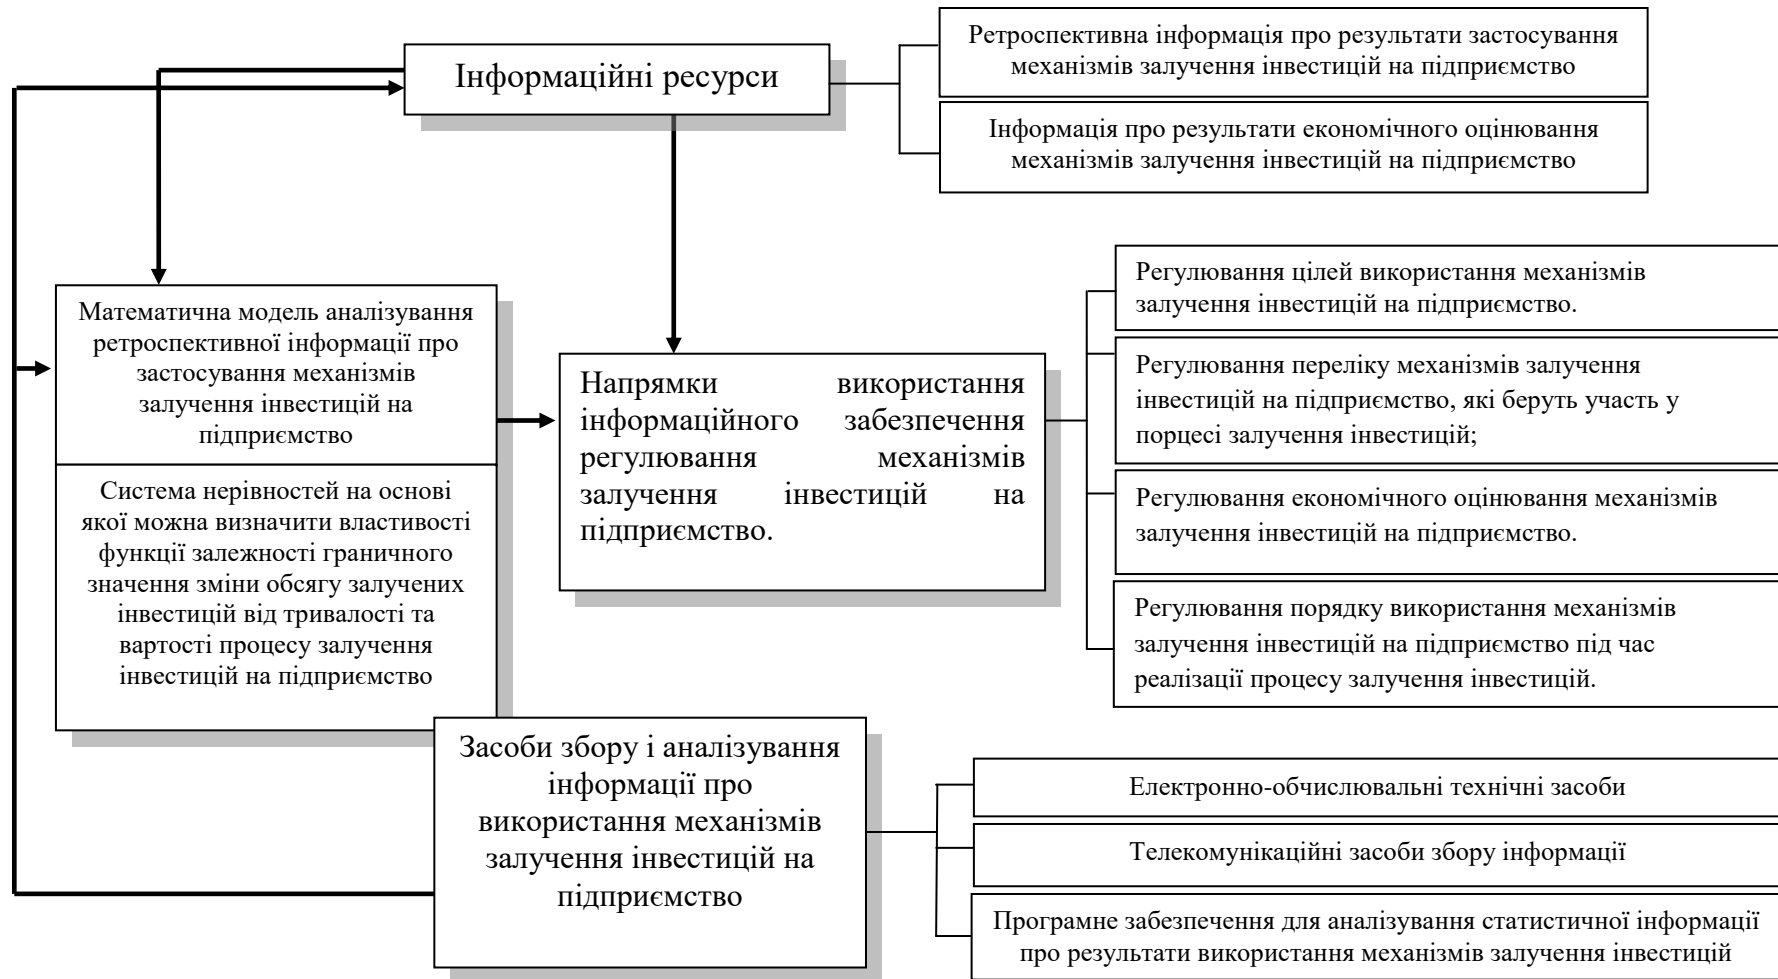 Інформаційні ресурси
Ретроспективна інформація про результати застосування
механізмів залучення інвестицій на підприємство
Інформація про результати економічного оцінювання
механізмів залучення інвестицій на підприємство
Математична модель аналізування
ретроспективної інформації про
застосування механізмів
залучення інвестицій на
підприємство
Система нерівностей на основі
якої можна визначити властивості
функції залежності граничного
значення зміни обсягу залучених
інвестицій від тривалості та
вартості процесу залучення
інвестицій на підприємство
Напрямки використання
інформаційного забезпечення
регулювання механізмів
залучення інвестицій на
підприємство.
Регулювання цілей використання механізмів
залучення інвестицій на підприємство.
Регулювання переліку механізмів залучення
інвестицій на підприємство, які беруть участь у
порцесі залучення інвестицій;
Регулювання економічного оцінювання механізмів
залучення інвестицій на підприємство.
Регулювання порядку використання механізмів
залучення інвестицій на підприємство під час
реалізації процесу залучення інвестицій.
Засоби збору і аналізування
інформації про
використання механізмів
залучення інвестицій на
підприємство
Електронно-обчислювальні технічні засоби
Телекомунікаційні засоби збору інформації
Програмне забезпечення для аналізування статистичної інформації
про результати використання механізмів залучення інвестицій